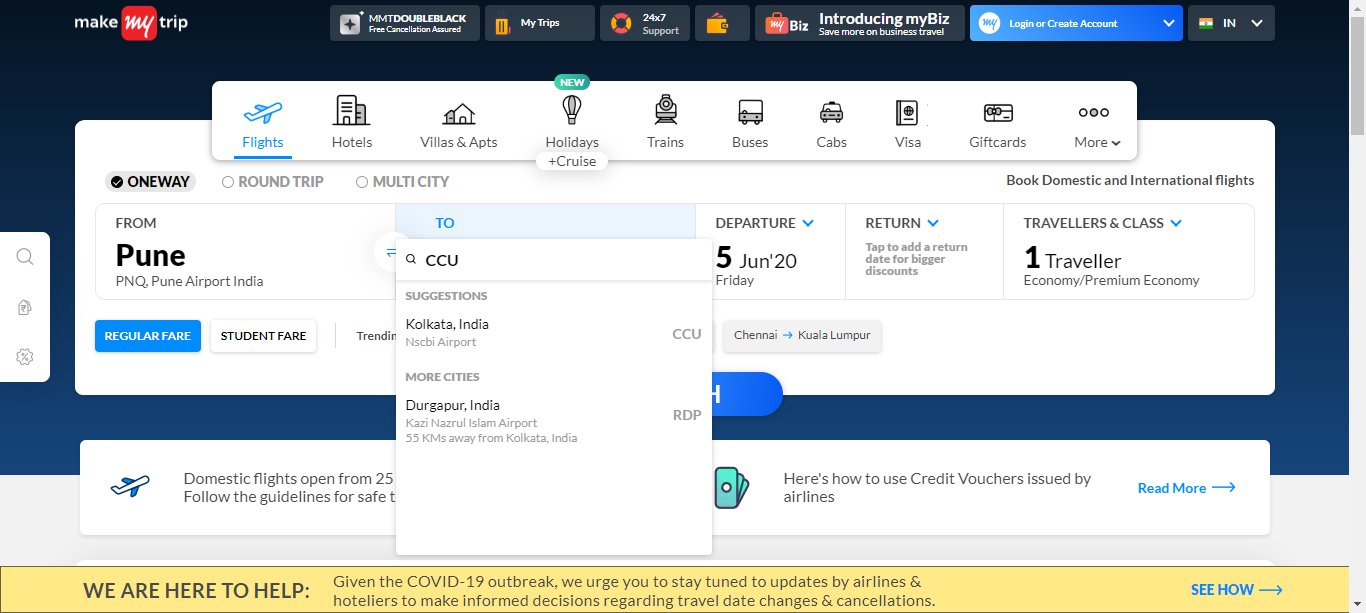 make my trip
MMTDOUBLEBLACK
Free Cancellation Assured
My Trips
24x7
Support
my Biz
Introducing myBiz
Save more on business travel
my
Login or Create Account
IN
NEW
Flights
Hotels
Villas & Apts
Holidays
Trains
Buses
Cabs
Visa
Giftcards
More
+Cruise
ONEWAY
ROUND TRIP
MULTI CITY
Book Domestic and International flights
FROM
Pune
PNQ, Pune Airport India
TO
CCU
SUGGESTIONS
Kolkata, India
Nscbi Airport
CCU
MORE CITIES
Durgapur, India
Kazi Nazrul Islam Airport
55 KMs away from Kolkata, India
RDP
DEPARTURE
5 Jun'20
Friday
RETURN
Tap to add a return
date for bigger
discounts
TRAVELLERS & CLASS
1 Traveller
Economy/Premium Economy
REGULAR FARE
STUDENT FARE
Trendin
Chennai → Kuala Lumpur
H
Domestic flights open from 25
Follow the guidelines for safe t
Here's how to use Credit Vouchers issued by
airlines
Read More
WE ARE HERE TO HELP:
Given the COVID-19 outbreak, we urge you to stay tuned to updates by airlines &
hoteliers to make informed decisions regarding travel date changes & cancellations.
SEE HOW